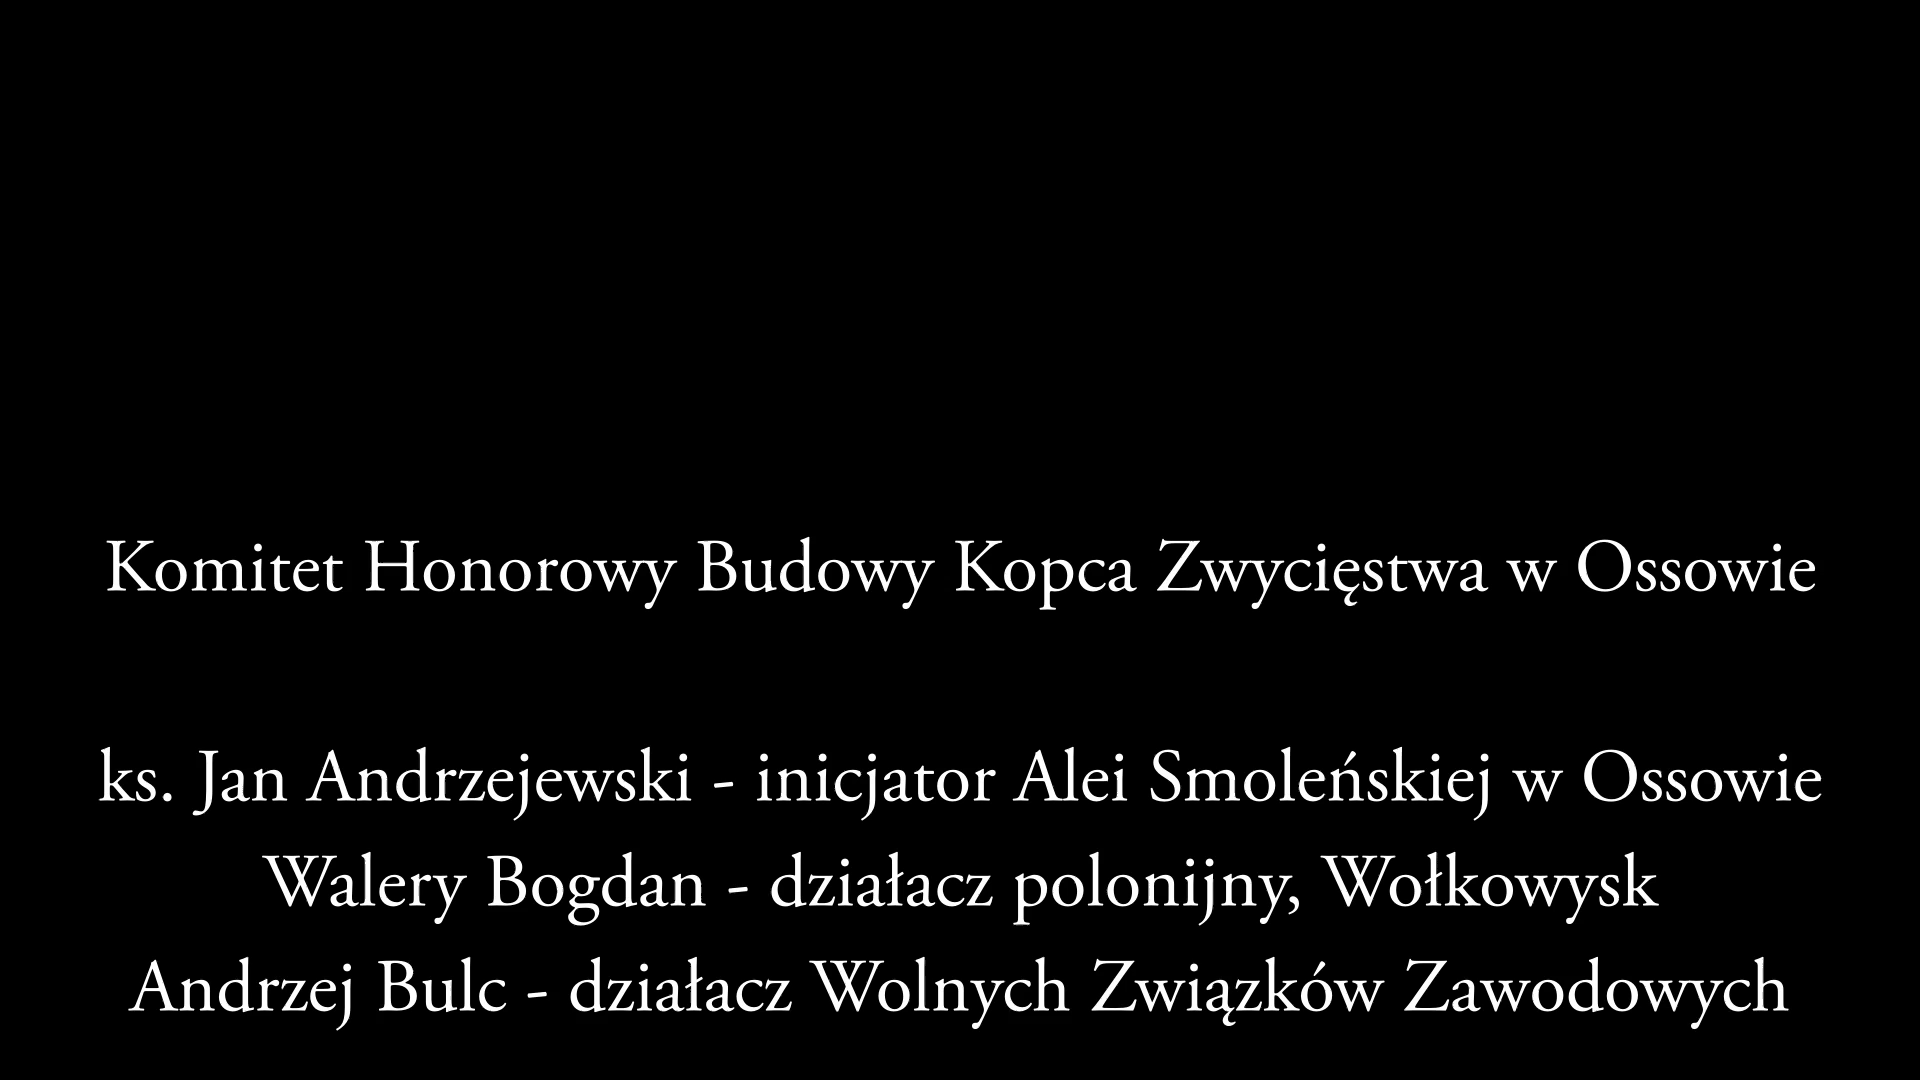 Komitet Honorowy Budowy Kopca Zwycięstwa w Ossowie
ks. Jan Andrzejewski - inicjator Alei Smoleńskiej w Ossowie
Walery Bogdan - działacz polonijny, Wołkowysk
Andrzej Bulc - działacz Wolnych Związków Zawodowych